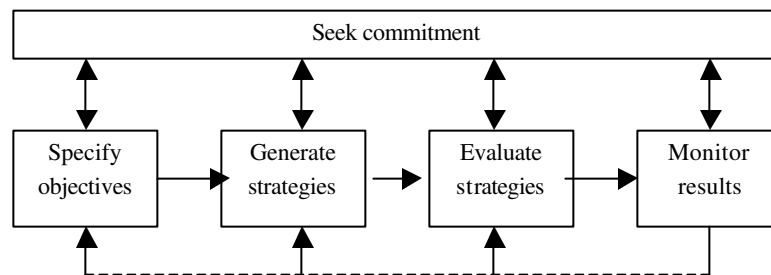 Seek commitment
Specify
objectives
Generate
strategies
Evaluate
strategies
Monitor
results